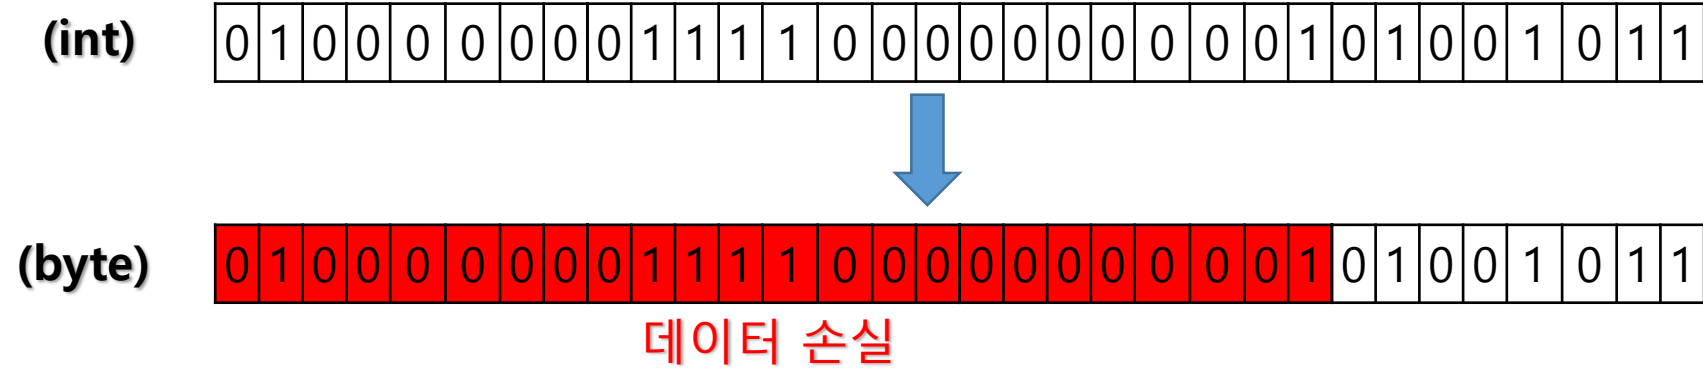 (int) 0 1 0 0 0 0 0 0 0 1 1 1 1 0 0 0 0 0 0 0 0 0 0 1 0 1 0 0 1 0 1 1
(byte) 0 1 0 0 0 0 0 0 0 1 1 1 1 0 0 0 0 0 0 0 0 0 0 1 0 1 0 0 1 0 1 1
데이터 손실